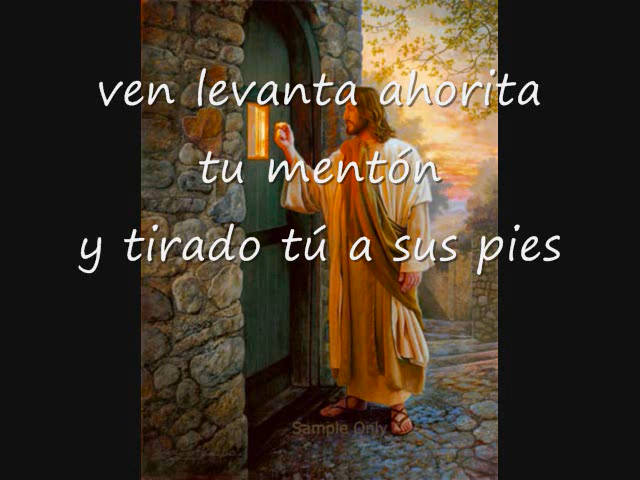 ven levanta ahorita
tu mentón
y tirado tú a sus pies
Sample Only